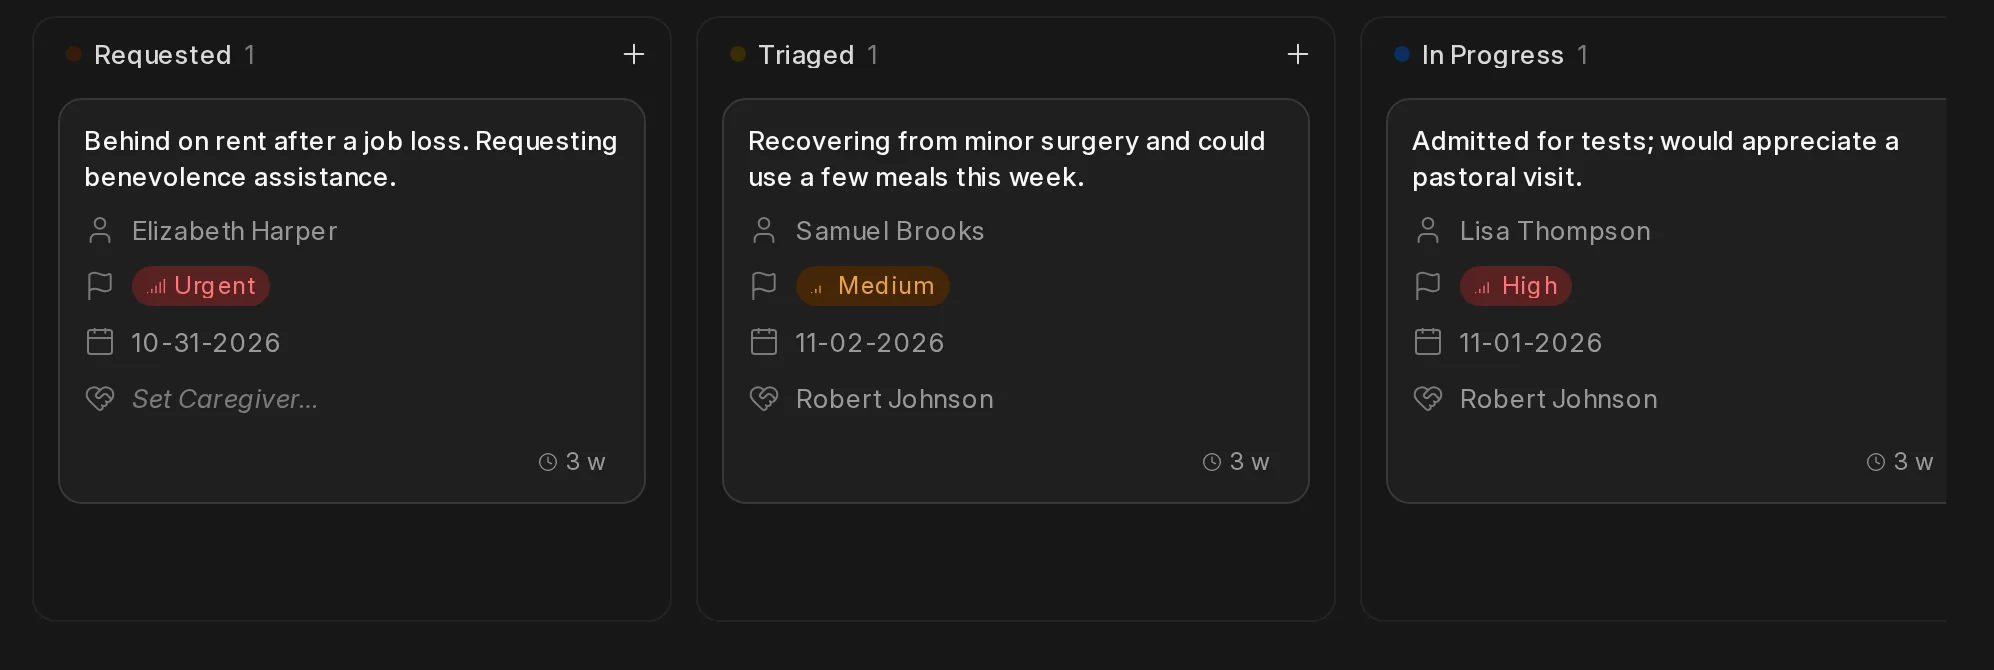 Requested 1
Behind on rent after a job loss. Requesting
benevolence assistance.
Elizabeth Harper
Urgent
10-31-2026
Set Caregiver...
3 w
Triaged 1
Recovering from minor surgery and could
use a few meals this week.
Samuel Brooks
Medium
11-02-2026
Robert Johnson
3 w
In Progress 1
Admitted for tests; would appreciate a
pastoral visit.
Lisa Thompson
High
11-01-2026
Robert Johnson
3 w